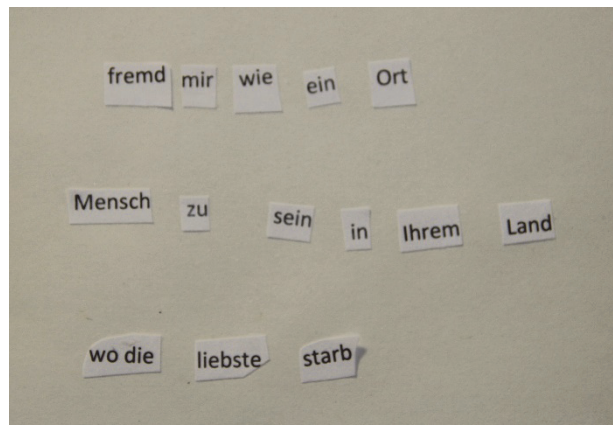 fremd mir wie ein Ort
Mensch zu sein in Ihrem Land
wo die liebste starb